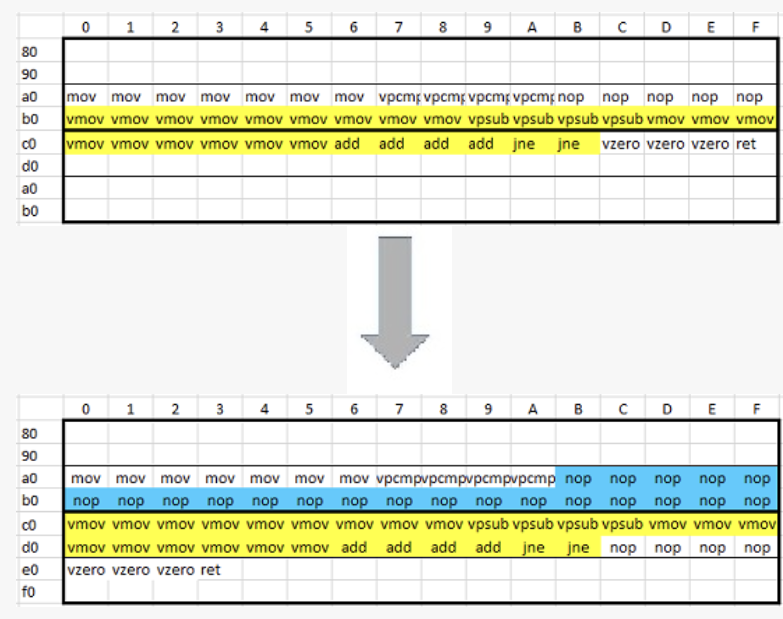 0 1 2 3 4 5 6 7 8 9 A B C D E F
80
90
a0 mov mov mov mov mov mov mov vpcmp vpcmp vpcmp vpcmp nop nop nop nop nop
b0 vmov vmov vmov vmov vmov vmov vmov vmov vmov vpsub vpsub vpsub vpsub vmov vmov vmov
c0 vmov vmov vmov vmov vmov vmov add add add add jne jne vzero vzero vzero ret
d0
a0
b0
0 1 2 3 4 5 6 7 8 9 A B C D E F
80
90
a0 mov mov mov mov mov mov mov vpcmp vpcmp vpcmp vpcmp nop nop nop nop nop
b0 nop nop nop nop nop nop nop nop nop nop nop nop nop nop nop nop
c0 vmov vmov vmov vmov vmov vmov vmov vmov vmov vpsub vpsub vpsub vpsub vmov vmov vmov
d0 vmov vmov vmov vmov vmov vmov add add add add jne jne nop nop nop nop
e0 vzero vzero vzero ret
f0